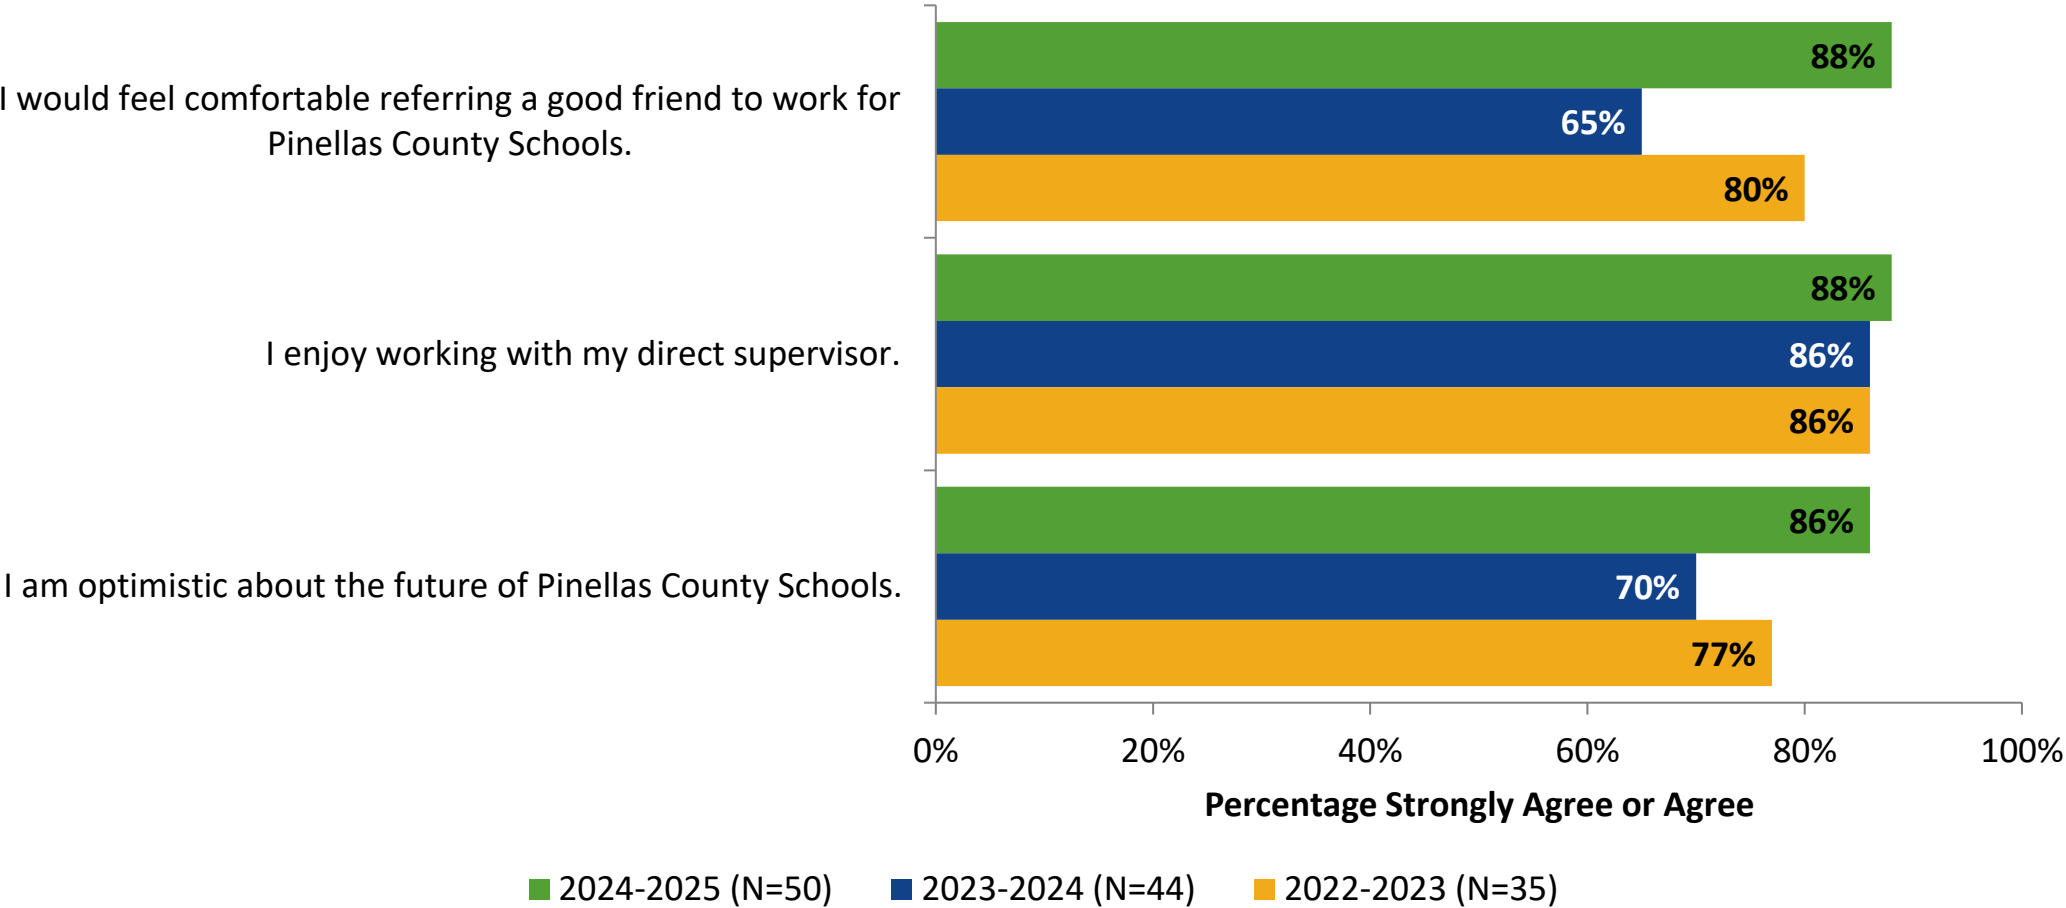 88%
I would feel comfortable referring a good friend to work for
Pinellas County Schools.
65%
80%
88%
I enjoy working with my direct supervisor.
86%
86%
86%
I am optimistic about the future of Pinellas County Schools.
70%
77%
0% 20% 40% 60% 80% 100%
Percentage Strongly Agree or Agree
2024-2025 (N=50) 2023-2024 (N=44) 2022-2023 (N=35)